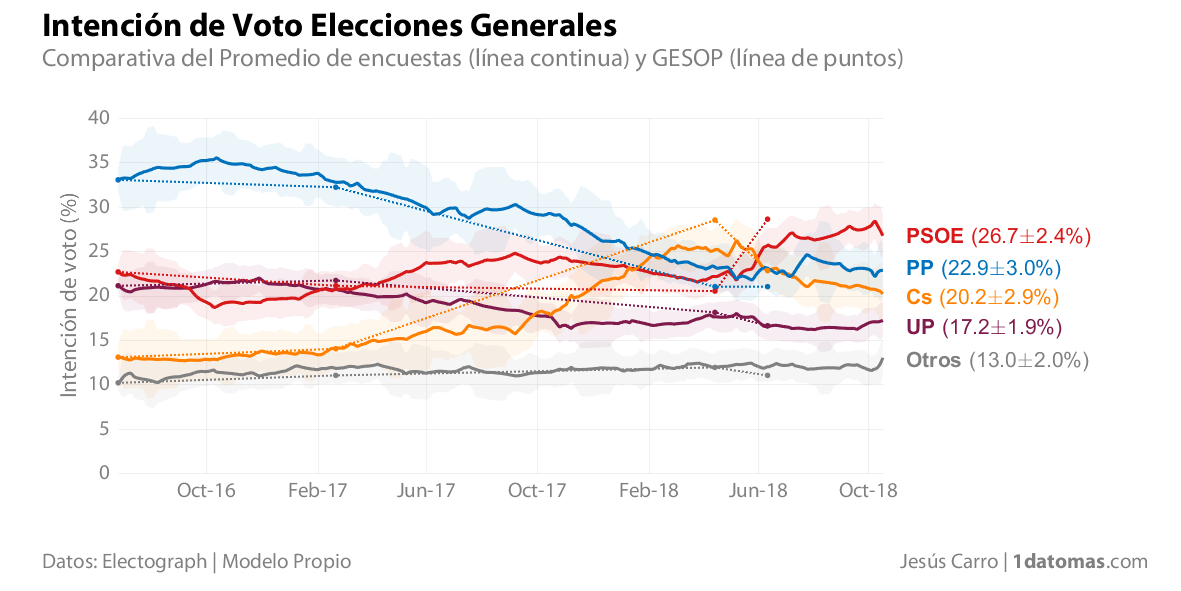 Intención de Voto Elecciones Generales
Comparativa del Promedio de encuestas (línea continua) y GESOP (línea de puntos)
Intención de voto (%)
40
35
30
25
20
15
10
5
0
Oct-16 Feb-17 Jun-17 Oct-17 Feb-18 Jun-18 Oct-18
PSOE (26.7±2.4%)
PP (22.9±3.0%)
Cs (20.2±2.9%)
UP (17.2±1.9%)
Otros (13.0±2.0%)
Datos: Electograph | Modelo Propio
Jesús Carro | 1datomas.com